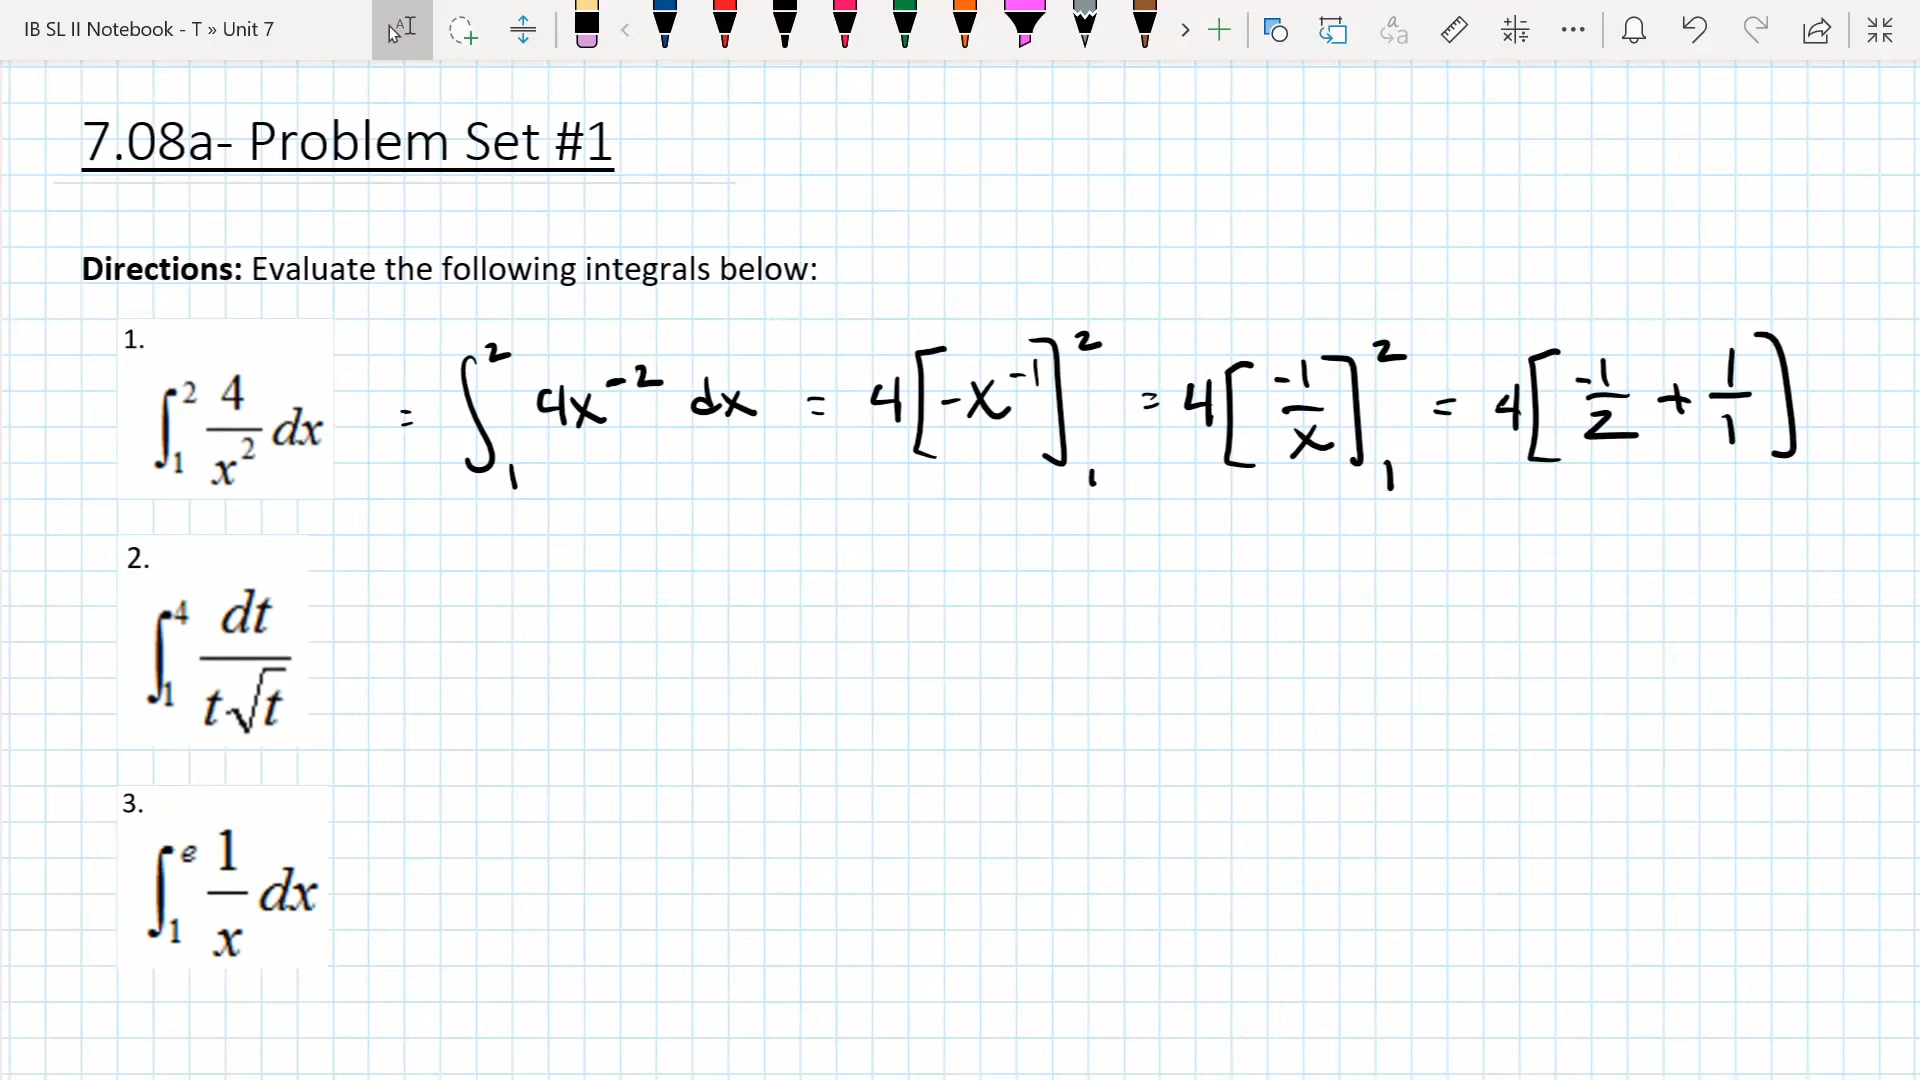 IB SL II Notebook - T » Unit 7
7.08a- Problem Set #1
Directions: Evaluate the following integrals below:
1.
∫₁² 4/x² dx = ∫₁² 4x⁻² dx = 4[-x⁻¹]₁² = 4[-1/x]₁² = 4[-1/2 + 1/1]
2.
∫₁⁴ dt/t√t
3.
∫₁ᵉ 1/x dx